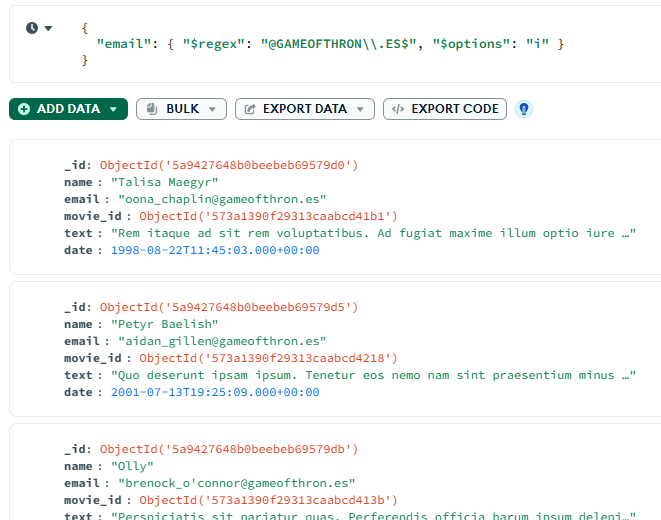 {
"email": { "$regex": "@GAMEOFTHRON\\.ES$", "$options": "i" }
}
ADD DATA BULK EXPORT DATA EXPORT CODE
_id: ObjectId('5a9427648b0beebeb69579d0')
name : "Talisa Maegyr"
email : "oona_chaplin@gameofthron.es"
movie_id : ObjectId('573a1390f29313caabcd41b1')
text : "Rem itaque ad sit rem voluptatibus. Ad fugiat maxime illum optio iure …"
date : 1998-08-22T11:45:03.000+00:00
_id: ObjectId('5a9427648b0beebeb69579d5')
name : "Petyr Baelish"
email : "aidan_gillen@gameofthron.es"
movie_id : ObjectId('573a1390f29313caabcd4218')
text : "Quo deserunt ipsam ipsum. Tenetur eos nemo nam sint praesentium minus …"
date : 2001-07-13T19:25:09.000+00:00
_id: ObjectId('5a9427648b0beebeb69579db')
name : "Olly"
email : "brenock_o'connor@gameofthron.es"
movie_id : ObjectId('573a1390f29313caabcd413b')
text : "Perspiciatis sit pariatur quas. Perferendis officia harum ipsum deleni…"